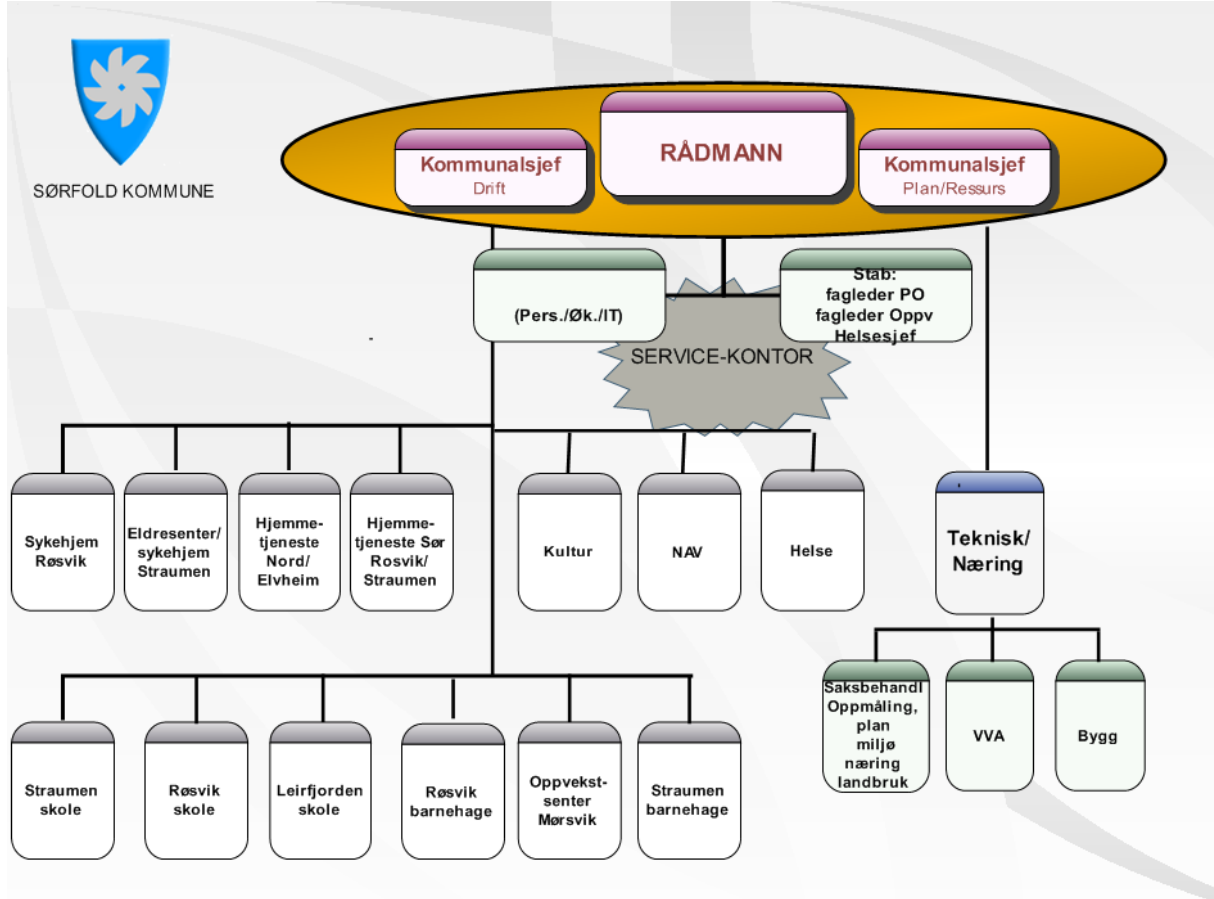 SØRFOLD KOMMUNE
RÅDMANN
Kommunalsjef
Drift
Kommunalsjef
Plan/Ressurs
(Pers./Øk./IT)
Stab:
fagleder PO
fagleder Oppv
Helsesjef
SERVICE-KONTOR
Sykehjem
Røsvik
Eldresenter/
sykehjem
Straumen
Hjemme-
tjeneste
Nord/
Elvheim
Hjemme-
tjeneste Sør
Rosvik/
Straumen
Kultur
NAV
Helse
Teknisk/
Næring
Saksbehandl
Oppmåling,
plan
miljø
næring
landbruk
VVA
Bygg
Straumen
skole
Røsvik
skole
Leirfjorden
skole
Røsvik
barnehage
Oppvekst-
senter
Mørsvik
Straumen
barnehage